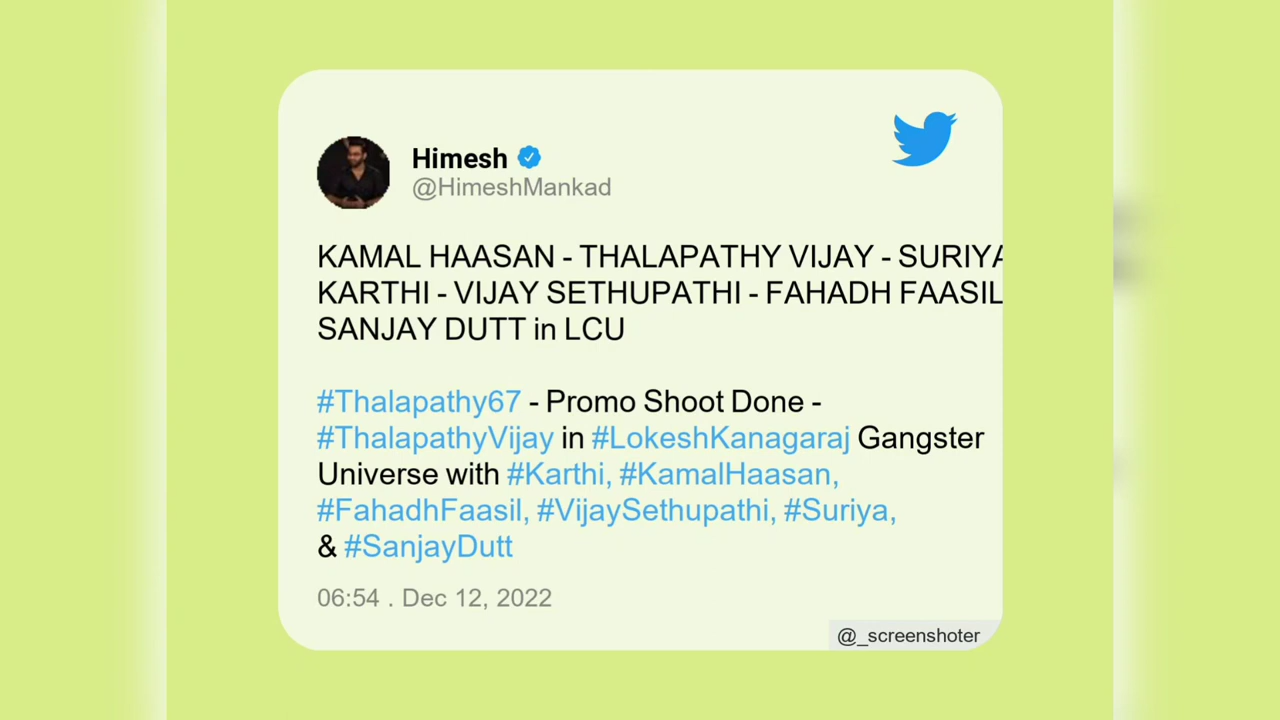 Himesh
@HimeshMankad
KAMAL HAASAN - THALAPATHY VIJAY - SURIYA
KARTHI - VIJAY SETHUPATHI - FAHADH FAASIL
SANJAY DUTT in LCU
#Thalapathy67 - Promo Shoot Done -
#ThalapathyVijay in #LokeshKanagaraj Gangster
Universe with #Karthi, #KamalHaasan,
#FahadhFaasil, #VijaySethupathi, #Suriya,
& #SanjayDutt
06:54 . Dec 12, 2022
@_screenshoter